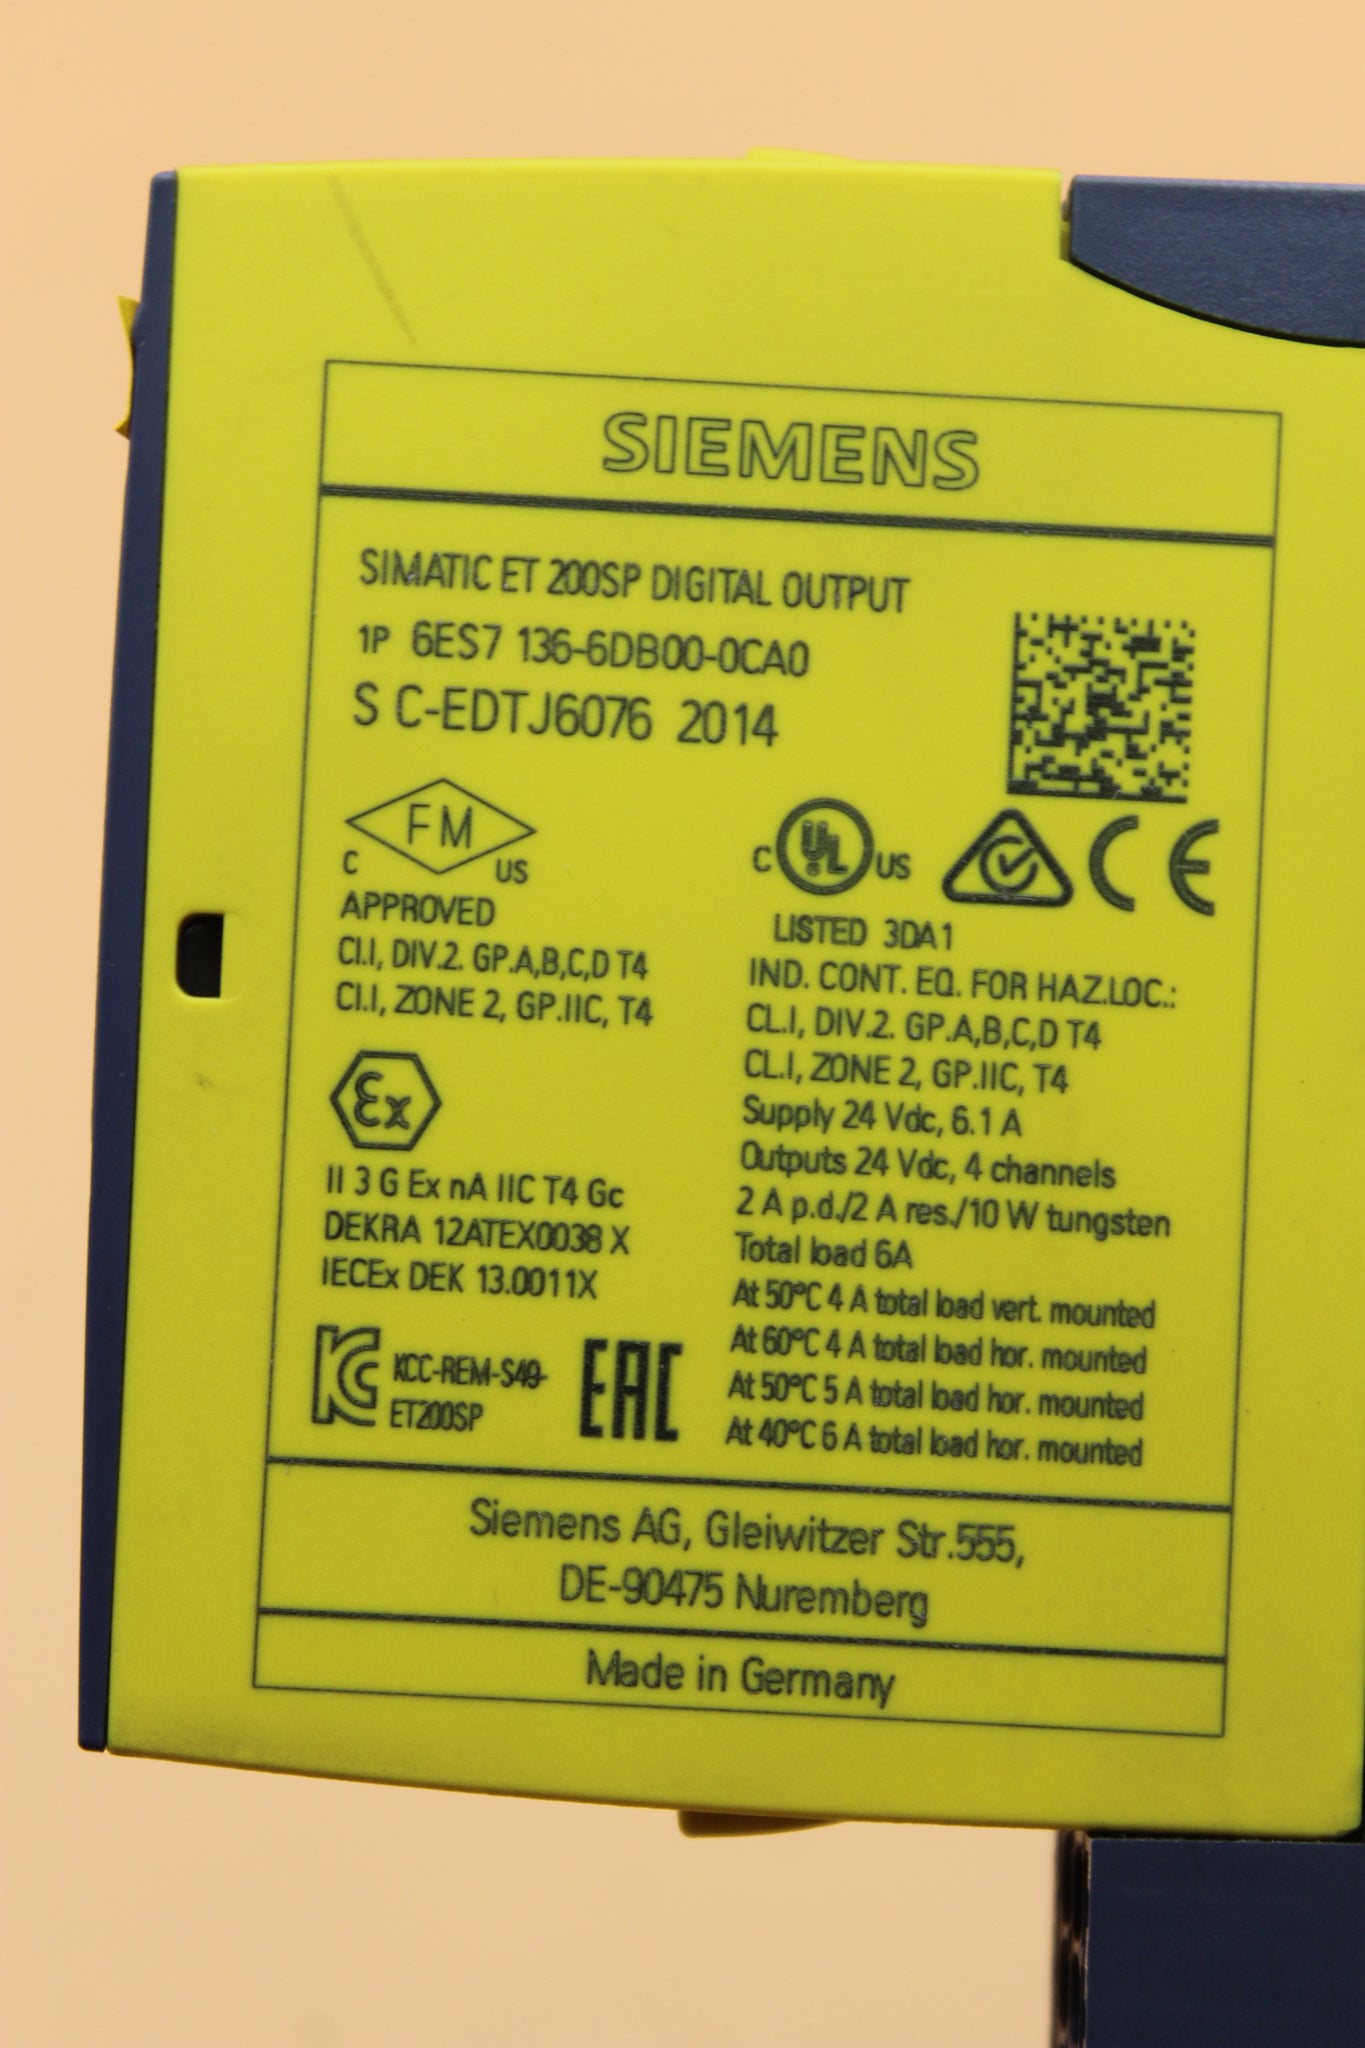 SIEMENS
SIMATIC ET 200SP DIGITAL OUTPUT
1P 6ES7 136-6DB00-0CA0
S C-EDTJ6076 2014
FM
C US
APPROVED
Cl.I, DIV.2. GP.A,B,C,D T4
Cl.I, ZONE 2, GP.IIC, T4
Ex
II 3 G Ex nA IIC T4 Gc
DEKRA 12ATEX0038 X
IECEx DEK 13.0011X
KCC-REM-S49-
ET200SP
EAC
C UL US CE
LISTED 3DA1
IND. CONT. EQ. FOR HAZ.LOC.:
CL.I, DIV.2. GP.A,B,C,D T4
CL.I, ZONE 2, GP.IIC, T4
Supply 24 Vdc, 6.1 A
Outputs 24 Vdc, 4 channels
2 A p.d./2 A res./10 W tungsten
Total load 6A
At 50°C 4 A total load vert. mounted
At 60°C 4 A total load hor. mounted
At 50°C 5 A total load hor. mounted
At 40°C 6 A total load hor. mounted
Siemens AG, Gleiwitzer Str.555,
DE-90475 Nuremberg
Made in Germany